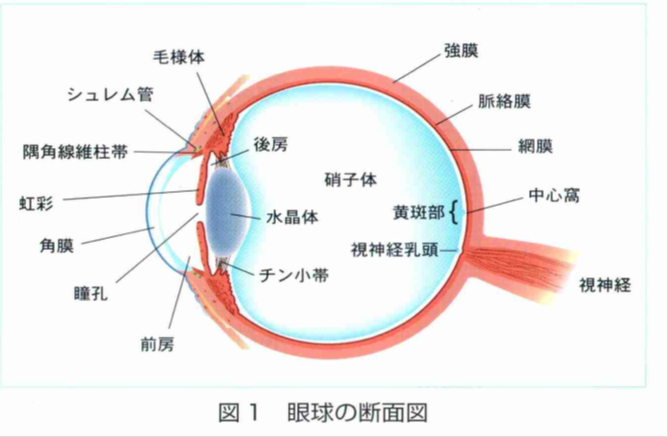 毛様体
シュレム管
隅角線維柱帯
虹彩
角膜
瞳孔
前房
後房
硝子体
水晶体
チン小帯
黄斑部
視神経乳頭
強膜
脈絡膜
網膜
中心窩
視神経
図1 眼球の断面図